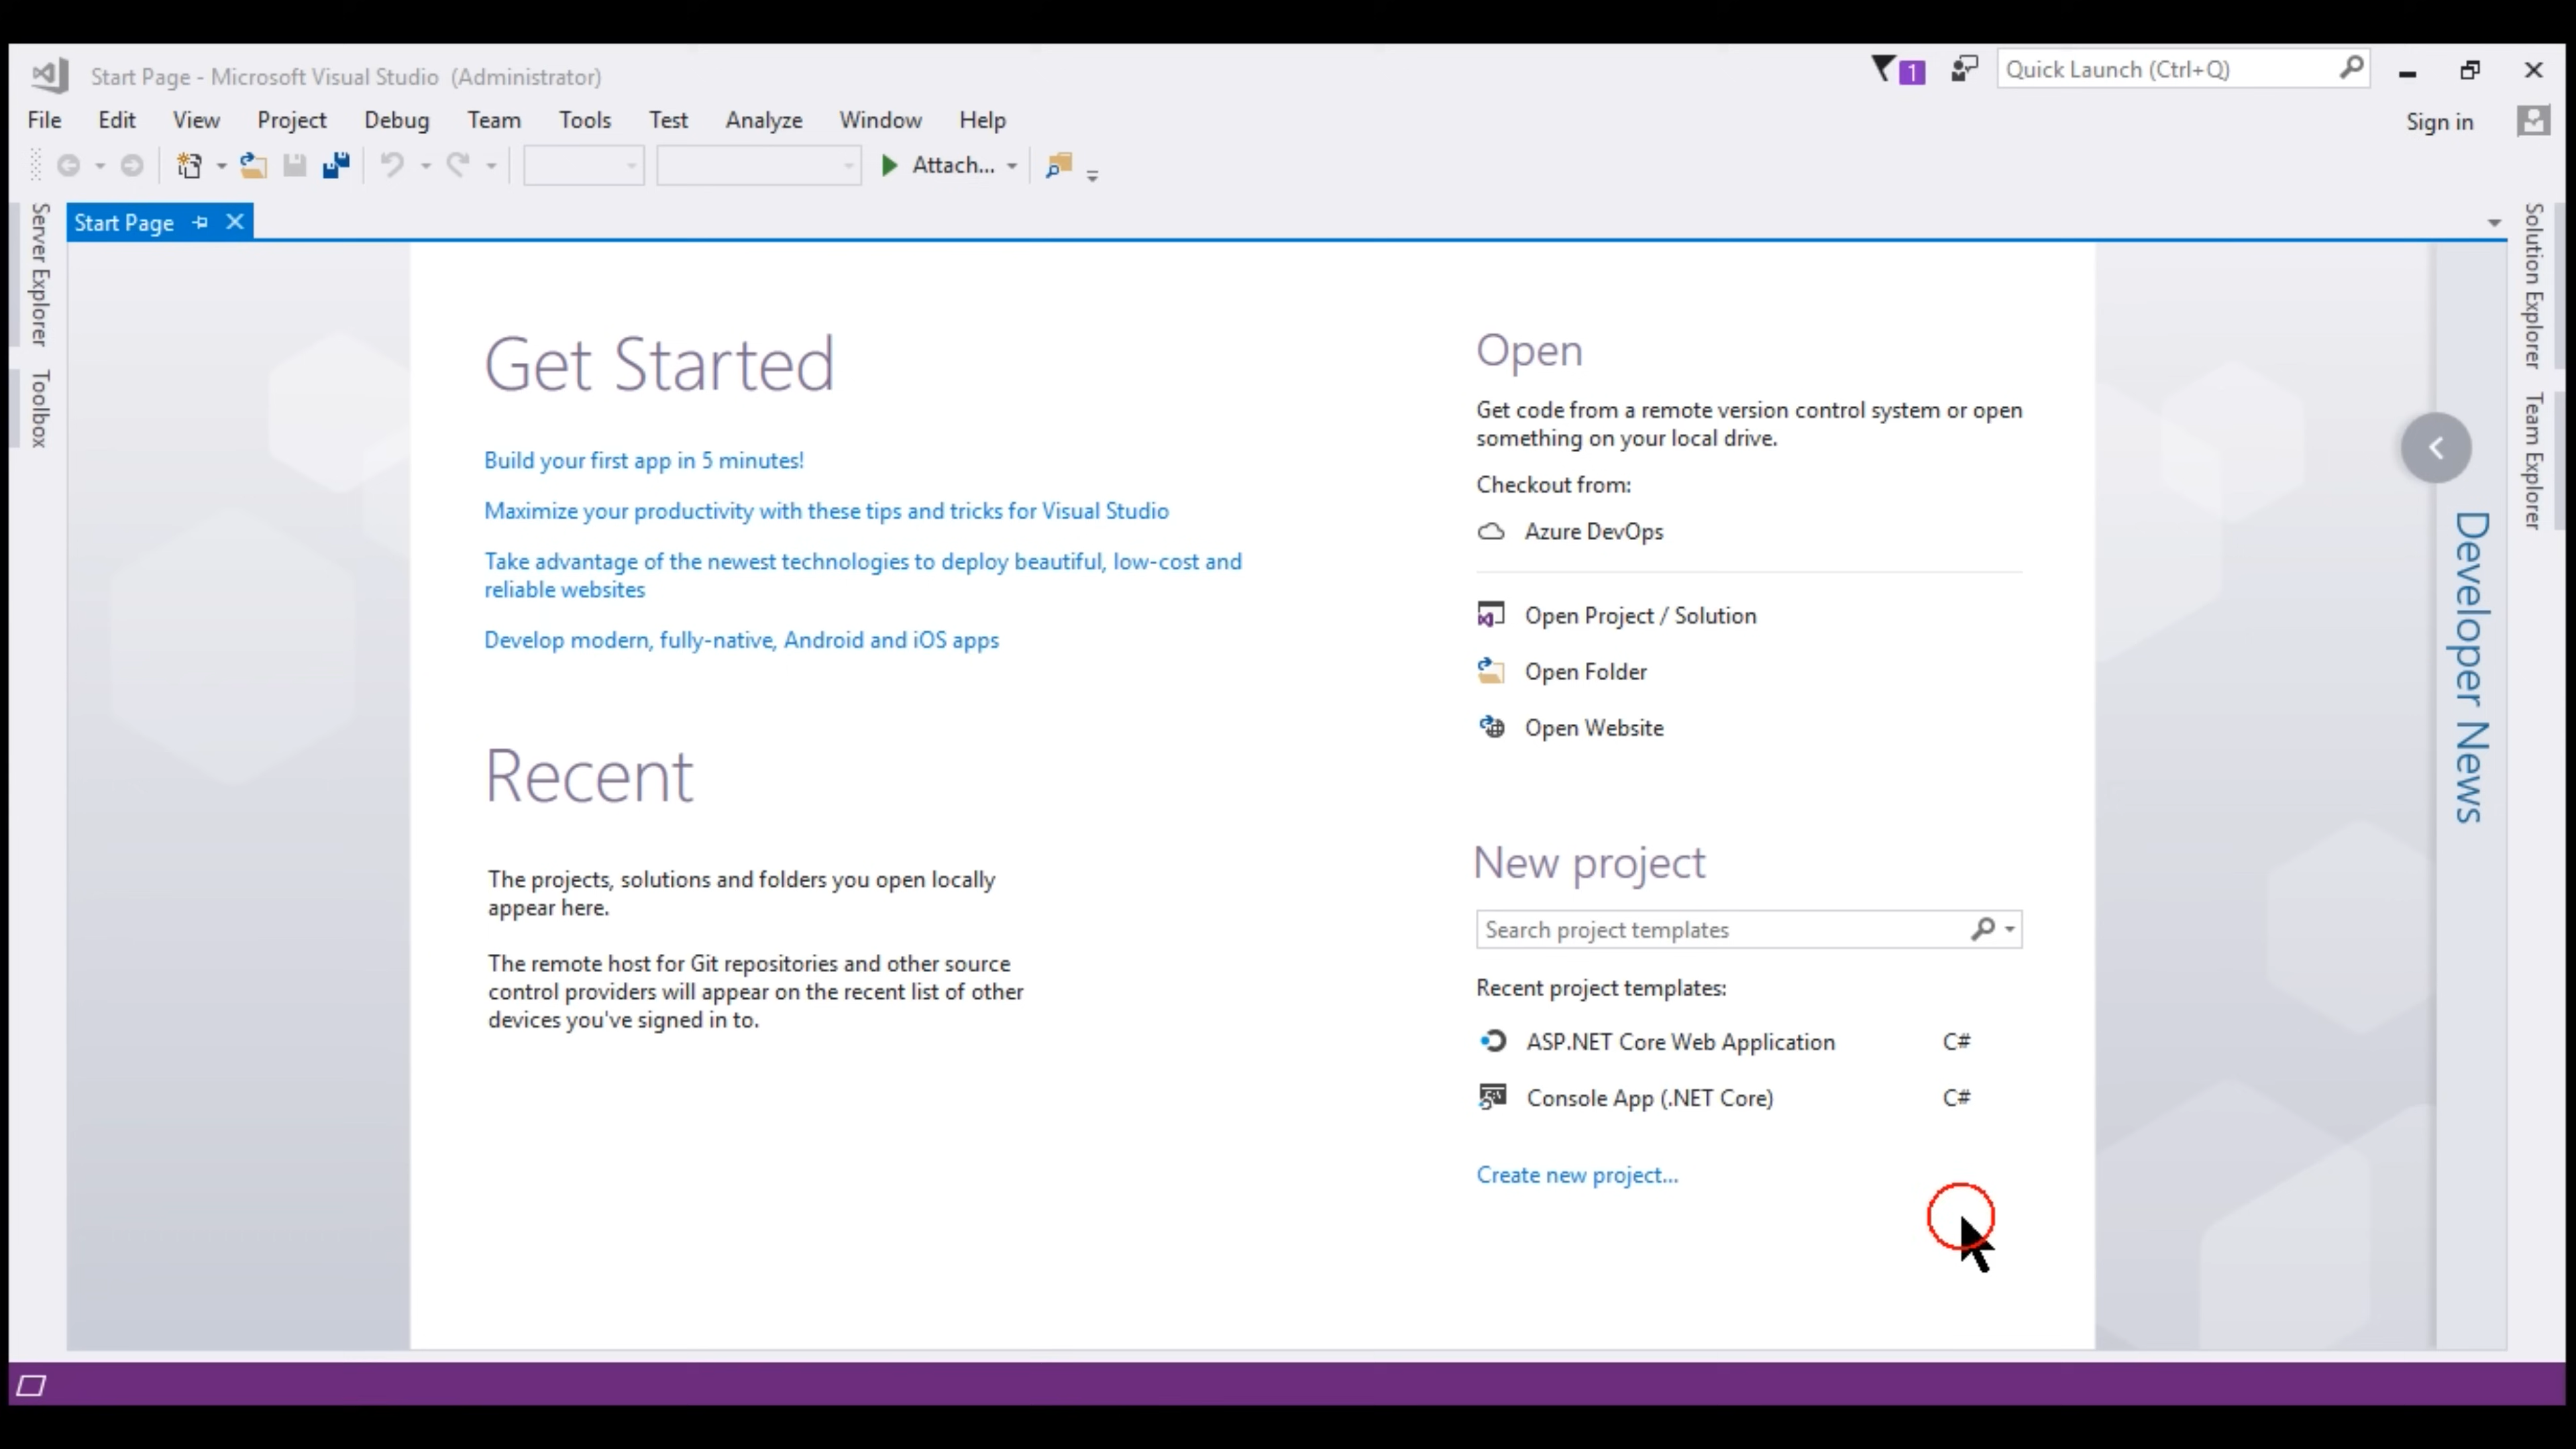 Start Page - Microsoft Visual Studio (Administrator)
1
Quick Launch (Ctrl+Q)
File Edit View Project Debug Team Tools Test Analyze Window Help
Sign in
Attach...
Server Explorer
Toolbox
Start Page
Get Started
Build your first app in 5 minutes!
Maximize your productivity with these tips and tricks for Visual Studio
Take advantage of the newest technologies to deploy beautiful, low-cost and
reliable websites
Develop modern, fully-native, Android and iOS apps
Recent
The projects, solutions and folders you open locally
appear here.
The remote host for Git repositories and other source
control providers will appear on the recent list of other
devices you've signed in to.
Open
Get code from a remote version control system or open
something on your local drive.
Checkout from:
Azure DevOps
Open Project / Solution
Open Folder
Open Website
New project
Search project templates
Recent project templates:
ASP.NET Core Web Application C#
Console App (.NET Core) C#
Create new project...
Developer News
Solution Explorer
Team Explorer